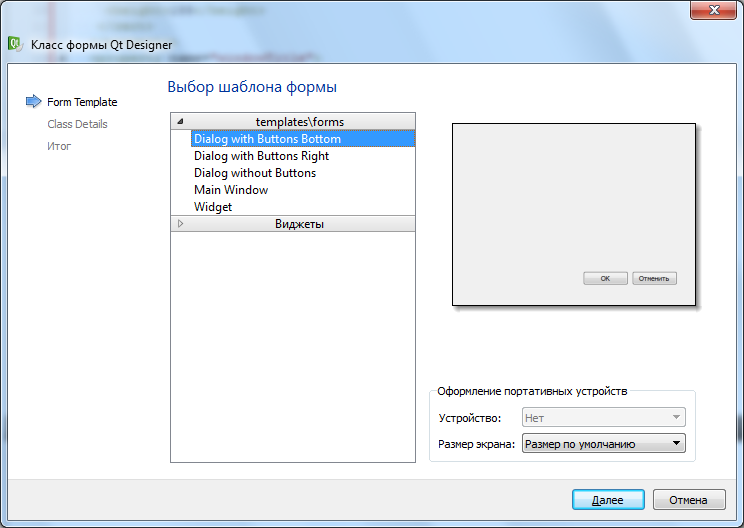 Класс формы Qt Designer
Выбор шаблона формы
Form Template
Class Details
Итог
templates\forms
Dialog with Buttons Bottom
Dialog with Buttons Right
Dialog without Buttons
Main Window
Widget
Виджеты
OK
Отменить
Оформление портативных устройств
Устройство: Нет
Размер экрана: Размер по умолчанию
Далее
Отмена